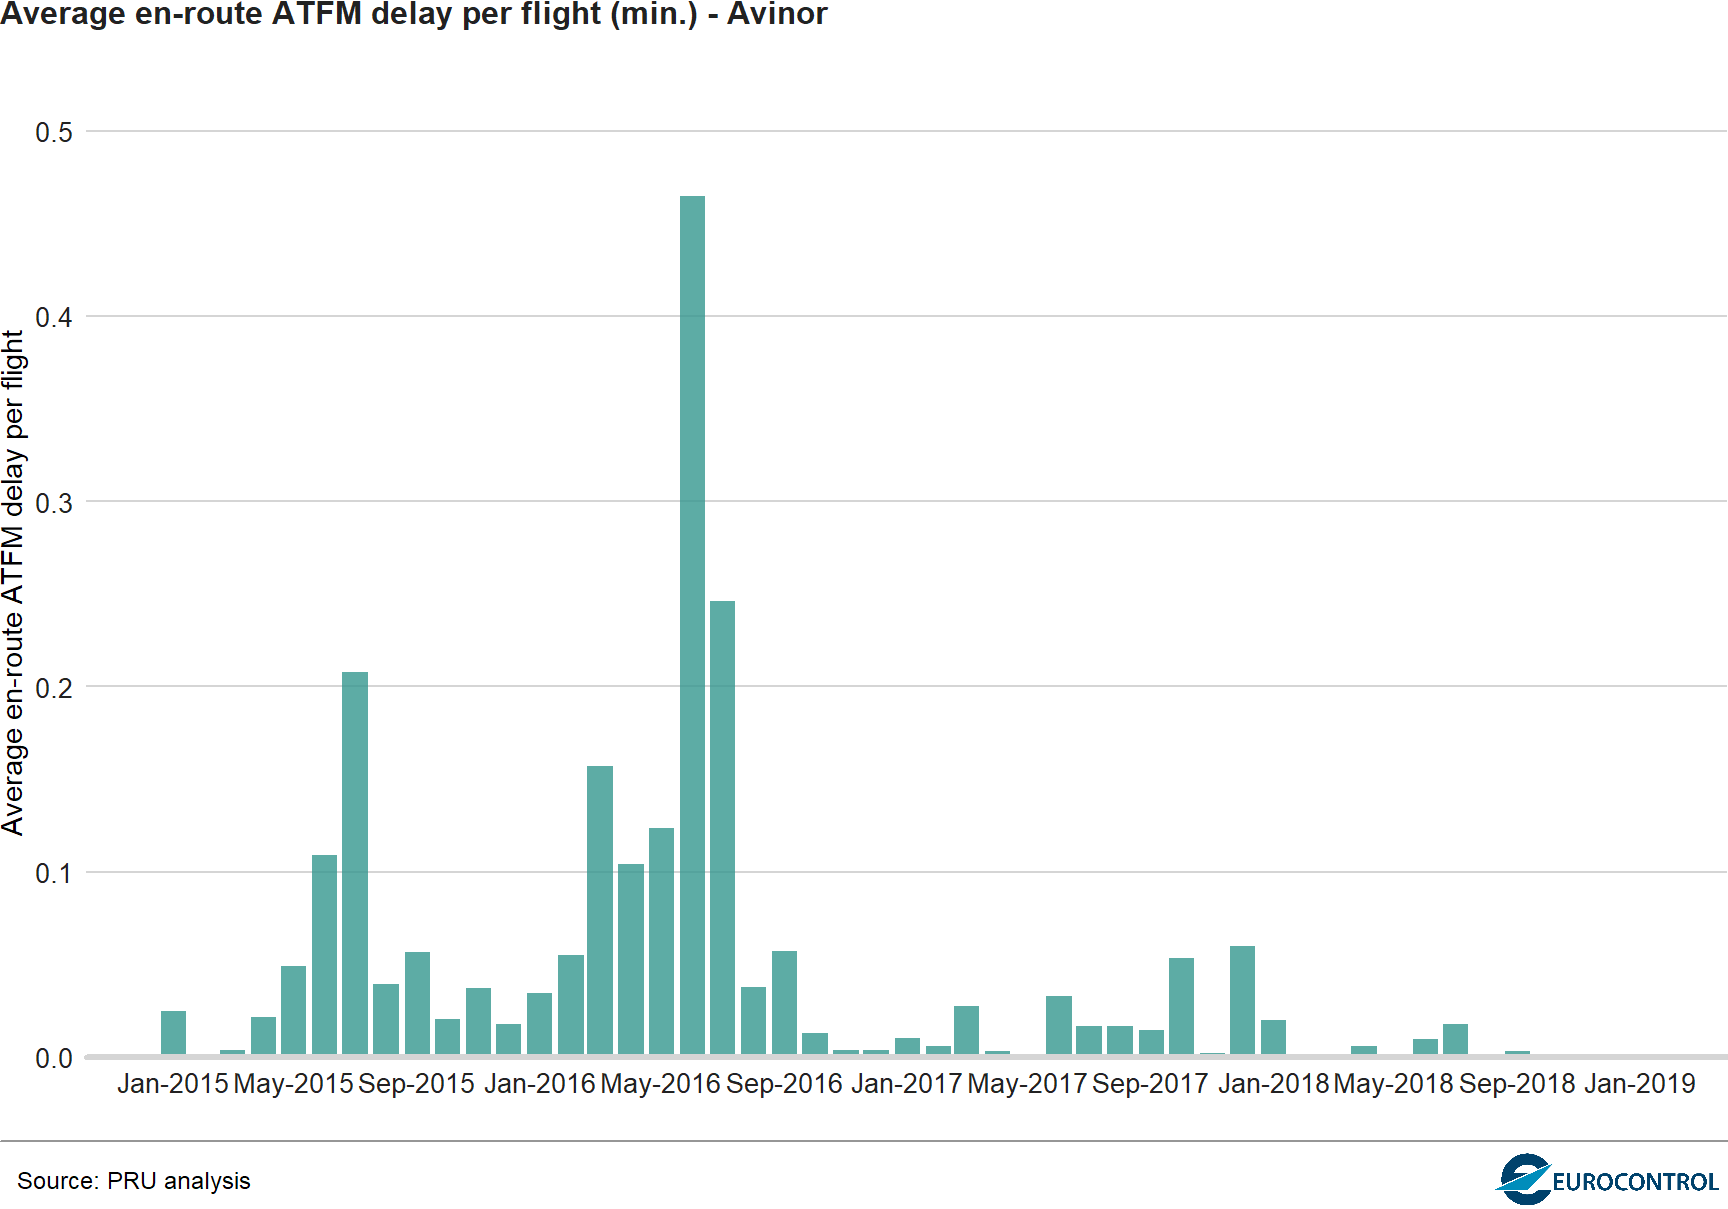 Average en-route ATFM delay per flight (min.) - Avinor
Average en-route ATFM delay per flight
0.5
0.4
0.3
0.2
0.1
0.0
Jan-2015 May-2015 Sep-2015 Jan-2016 May-2016 Sep-2016 Jan-2017 May-2017 Sep-2017 Jan-2018 May-2018 Sep-2018 Jan-2019
Source: PRU analysis
EUROCONTROL